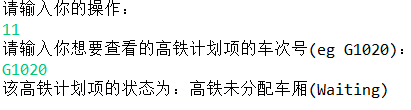 请输入你的操作:
11
请输入你想要查看的高铁计划项的车次号(eg G1020):
G1020
该高铁计划项的状态为: 高铁未分配车厢(Waiting)